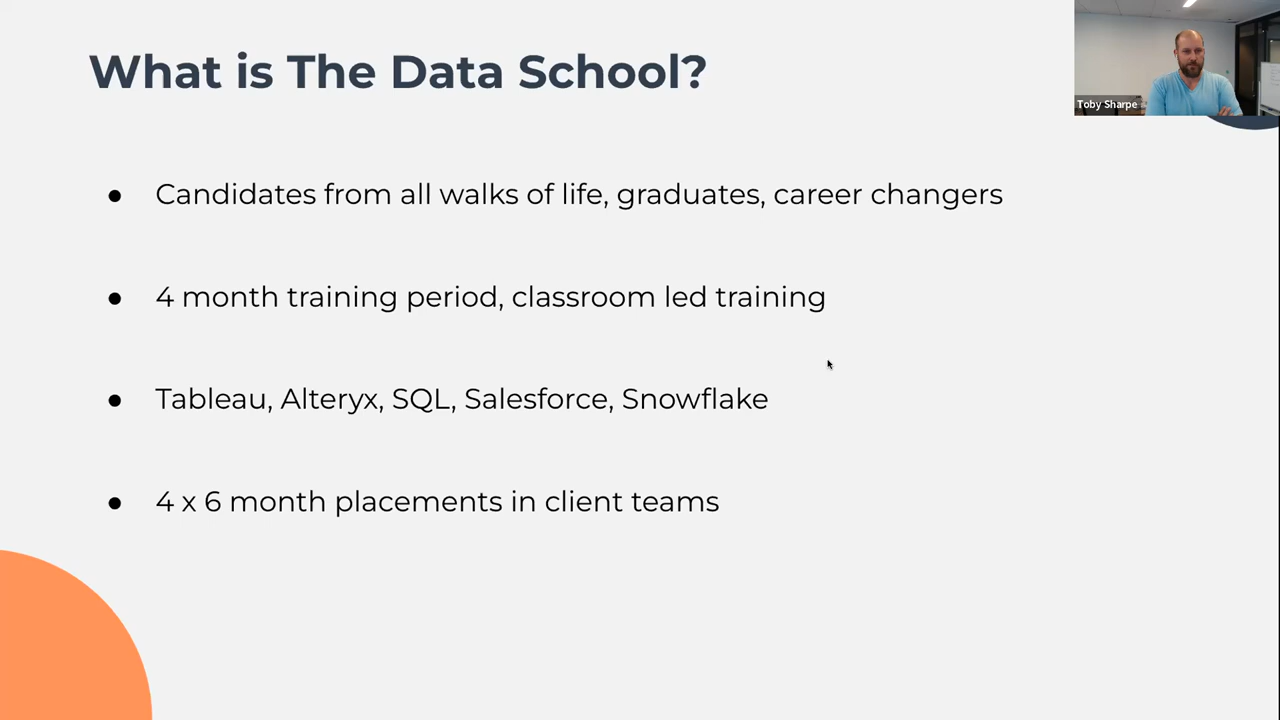 What is The Data School?
Toby Sharpe
● Candidates from all walks of life, graduates, career changers
● 4 month training period, classroom led training
● Tableau, Alteryx, SQL, Salesforce, Snowflake
● 4 x 6 month placements in client teams